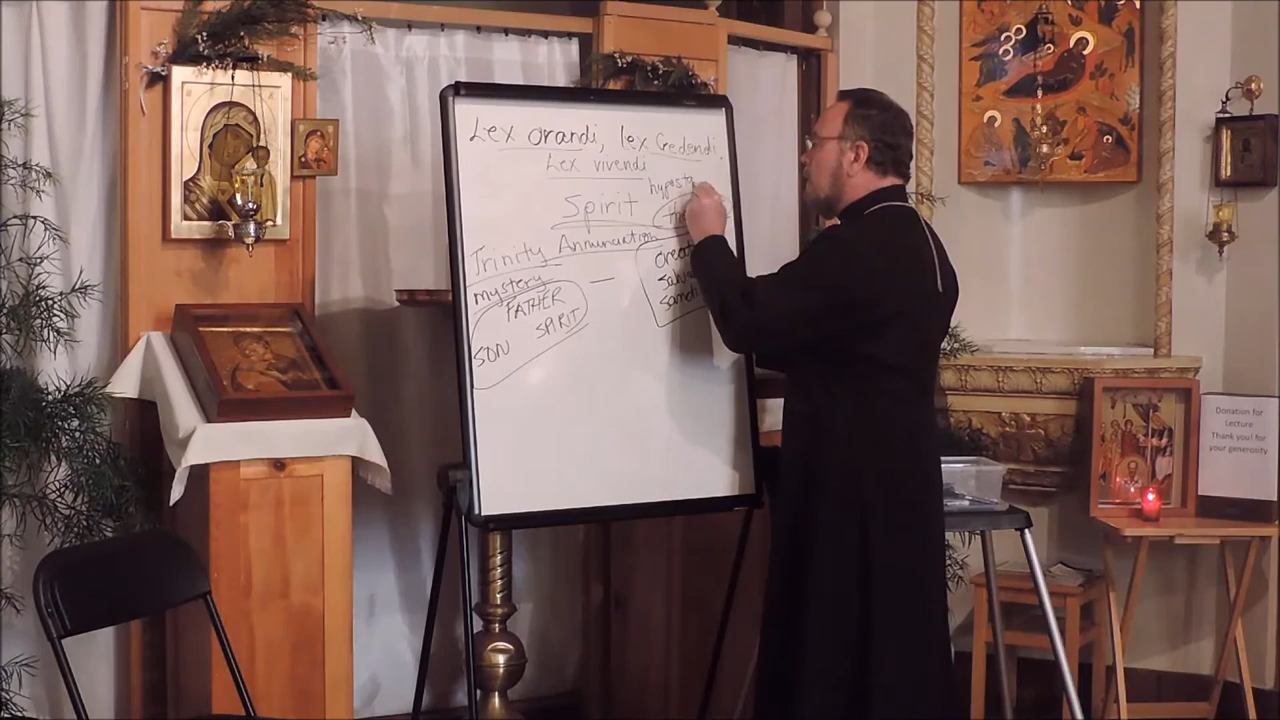 Lex orandi, lex Credendi.
Lex vivendi
Spirit
Trinity Annunciation
mystery
FATHER
SPIRIT
SON
Donation for
Lecture
Thank you! for
your generosity